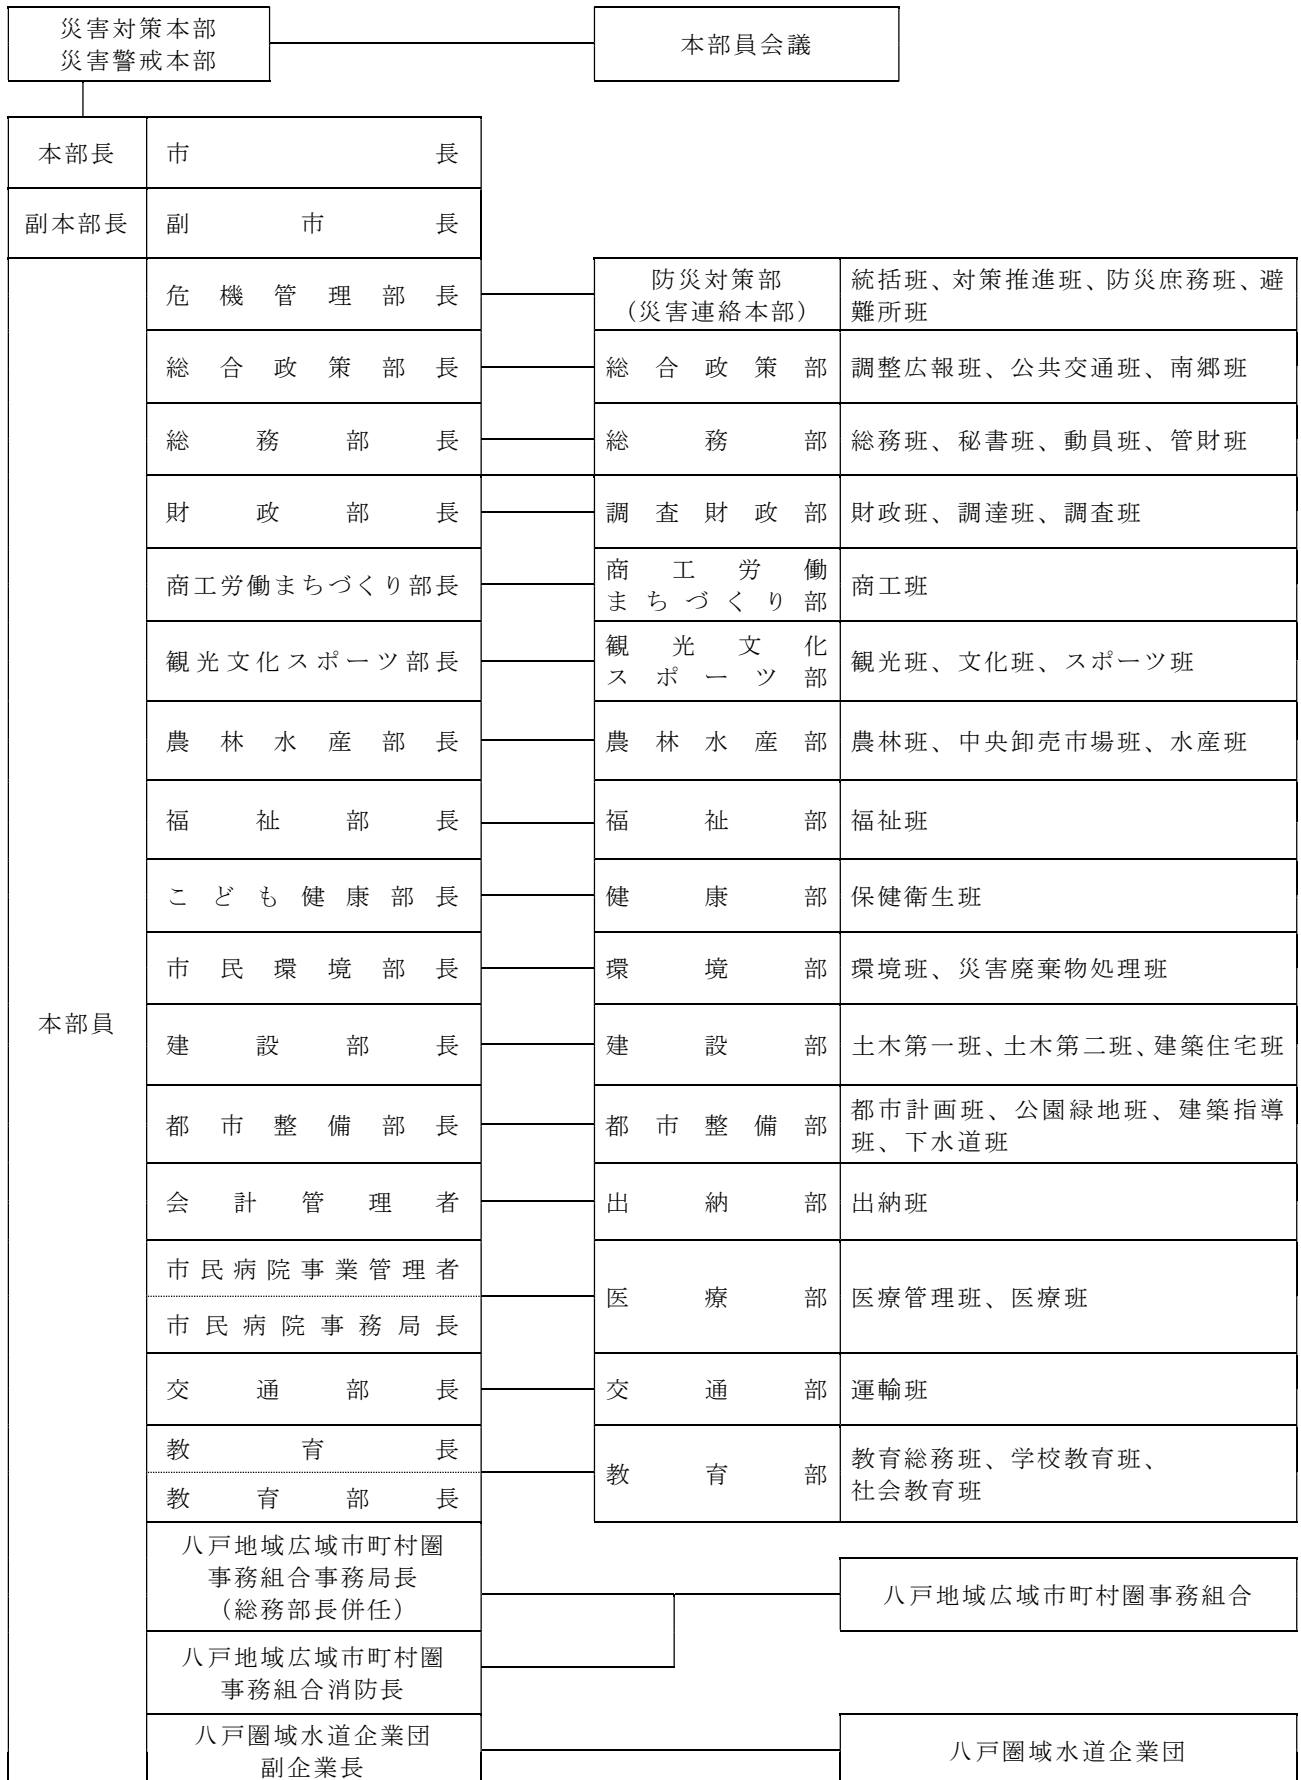 災害対策本部
災害警戒本部
本部員会議
本部長
市長
副本部長
副市長
本部員
危機管理部長
防災対策部
（災害連絡本部）
統括班、対策推進班、防災庶務班、避
難所班
総合政策部長
総合政策部
調整広報班、公共交通班、南郷班
総務部長
総務部
総務班、秘書班、動員班、管財班
財政部長
調査財政部
財政班、調達班、調査班
商工労働まちづくり部長
商工労働
まちづくり部
商工班
観光文化スポーツ部長
観光文化
スポーツ部
観光班、文化班、スポーツ班
農林水産部長
農林水産部
農林班、中央卸売市場班、水産班
福祉部長
福祉部
福祉班
こども健康部長
健康部
保健衛生班
市民環境部長
環境部
環境班、災害廃棄物処理班
建設部長
建設部
土木第一班、土木第二班、建築住宅班
都市整備部長
都市整備部
都市計画班、公園緑地班、建築指導
班、下水道班
会計管理者
出納部
出納班
市民病院事業管理者
市民病院事務局長
医療部
医療管理班、医療班
交通部長
交通部
運輸班
教育長
教育部長
教育部
教育総務班、学校教育班、
社会教育班
八戸地域広域市町村圏
事務組合事務局長
（総務部長併任）
八戸地域広域市町村圏事務組合
八戸地域広域市町村圏
事務組合消防長
八戸圏域水道企業団
副企業長
八戸圏域水道企業団